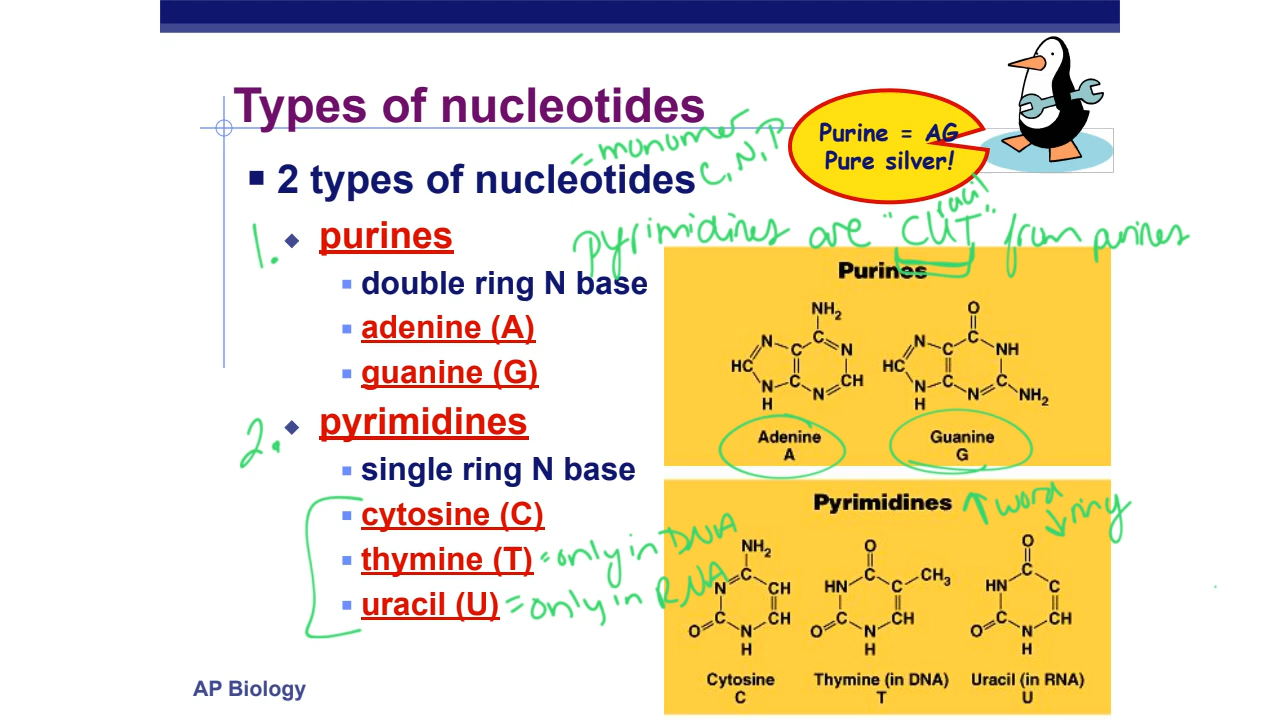 Types of nucleotides
Purine = AG
Pure silver!
= monomer
C, N, P
2 types of nucleotides
racil
pyrimidines are "CUT" from purines
1.
purines
double ring N base
adenine (A)
guanine (G)
2.
pyrimidines
single ring N base
cytosine (C)
thymine (T) = only in DNA
uracil (U) = only in RNA
Purines
NH₂
N
C
C
N
HC
C
CH
N
N
H
O
N
C
C
NH
HC
C
C
N
N
NH₂
H
Adenine
A
Guanine
G
Pyrimidines
↑ word
↓ ring
NH₂
C
N
CH
C
CH
O
N
H
O
C
CH₃
HN
C
C
CH
O
N
H
O
C
HN
C
C
CH
O
N
H
Cytosine
C
Thymine (in DNA)
T
Uracil (in RNA)
U
AP Biology